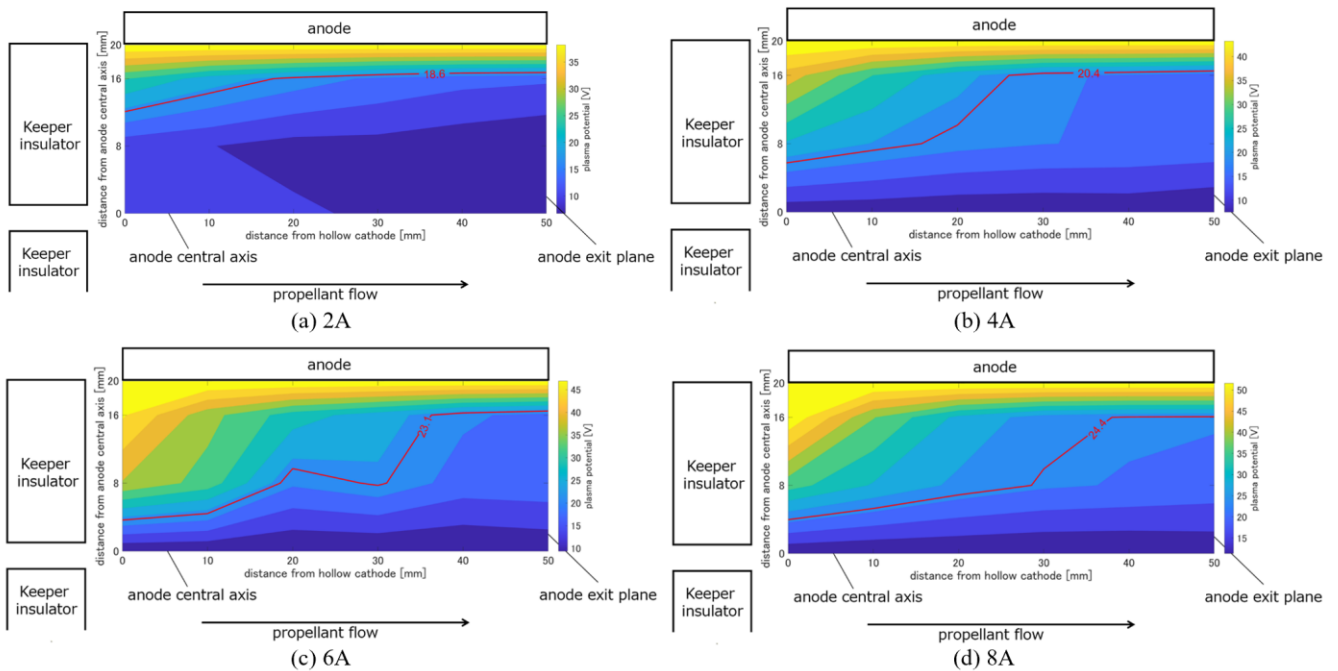 anode
Keeper
insulator
Keeper
insulator
distance from anode central axis [mm]
20
16
8
0
18.6
0
10
20
30
40
50
distance from hollow cathode [mm]
35
30
25
20
15
10
plasma potential [V]
anode central axis
anode exit plane
propellant flow
(a) 2A
anode
Keeper
insulator
Keeper
insulator
distance from anode central axis [mm]
20
16
8
0
20.4
0
10
20
30
40
50
distance from hollow cathode [mm]
40
35
30
25
20
15
10
plasma potential [V]
anode central axis
anode exit plane
propellant flow
(b) 4A
anode
Keeper
insulator
Keeper
insulator
distance from anode central axis [mm]
20
16
8
0
23.1
0
10
20
30
40
50
distance from hollow cathode [mm]
45
40
35
30
25
20
15
10
plasma potential [V]
anode central axis
anode exit plane
propellant flow
(c) 6A
anode
Keeper
insulator
Keeper
insulator
distance from anode central axis [mm]
20
16
8
0
24.4
0
10
20
30
40
50
distance from hollow cathode [mm]
50
45
40
35
30
25
20
15
plasma potential [V]
anode central axis
anode exit plane
propellant flow
(d) 8A